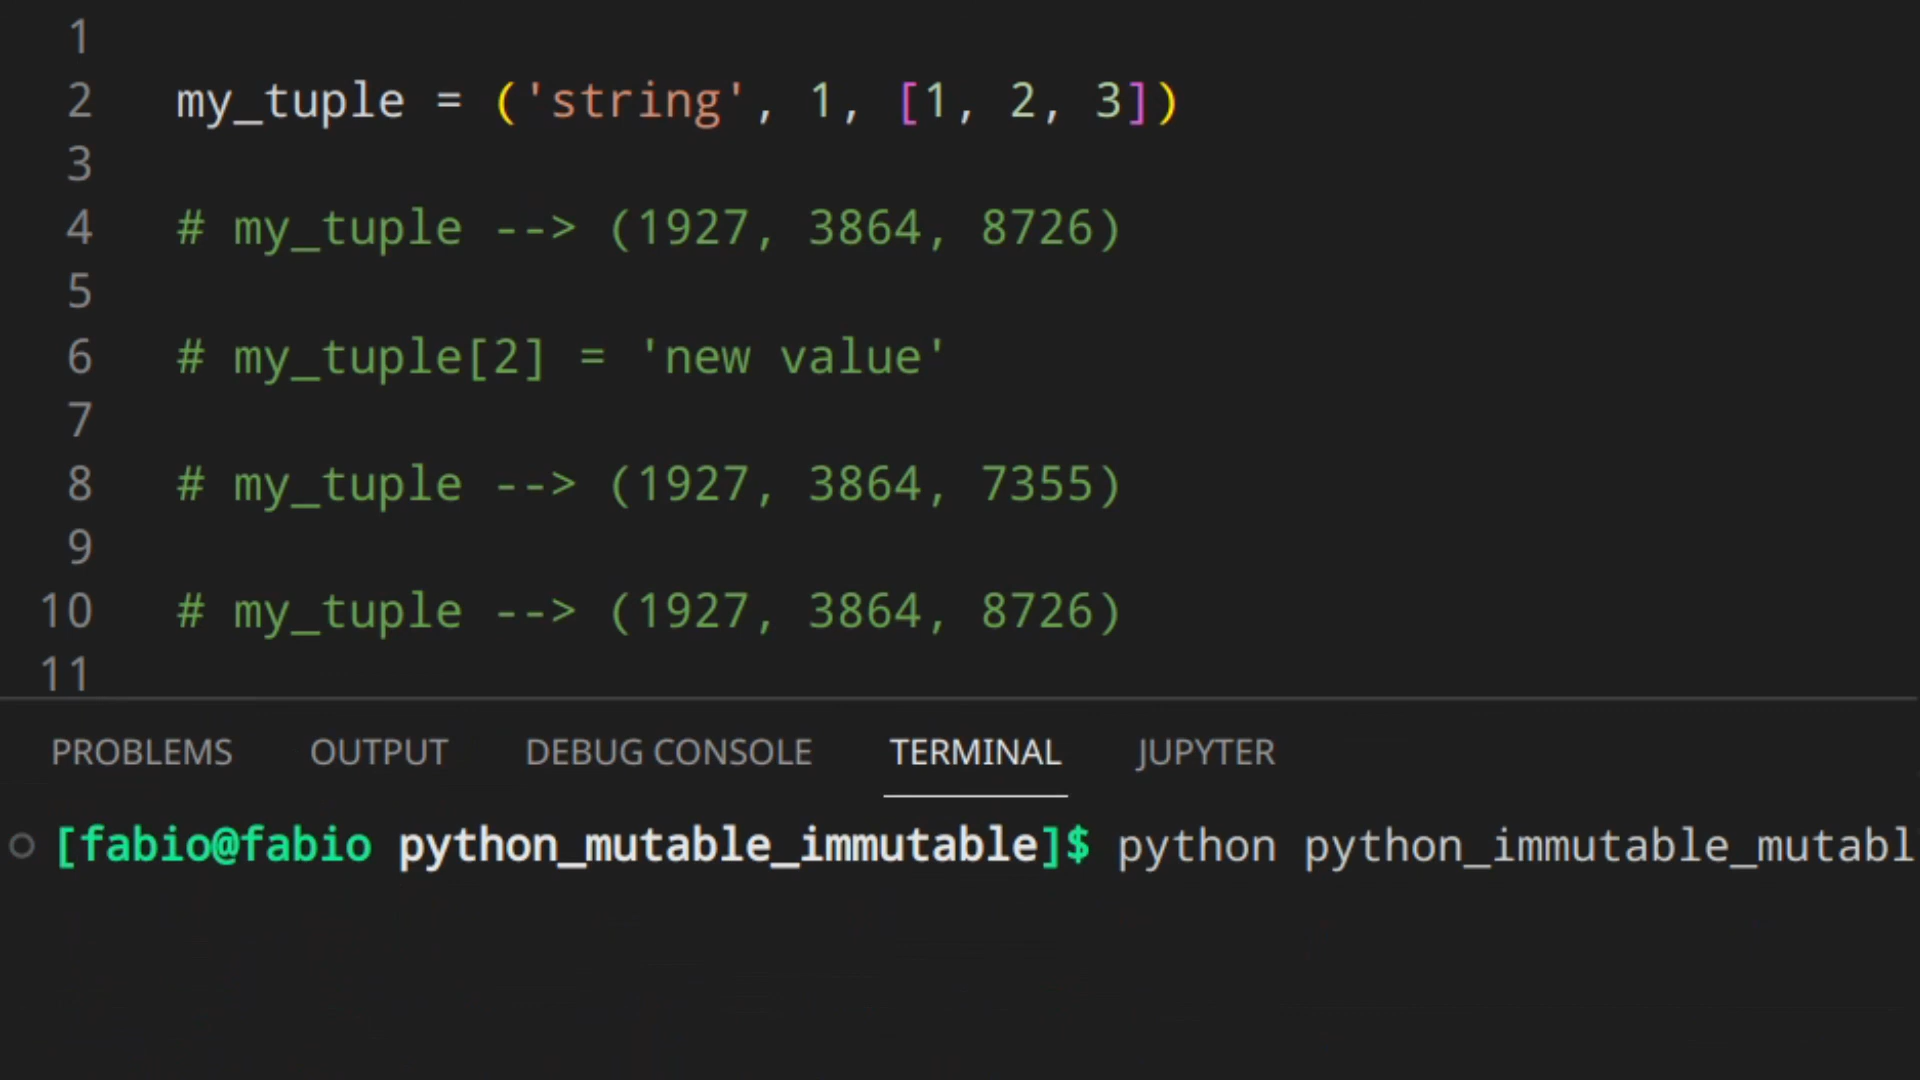 1
2 my_tuple = ('string', 1, [1, 2, 3])
3
4 # my_tuple --> (1927, 3864, 8726)
5
6 # my_tuple[2] = 'new value'
7
8 # my_tuple --> (1927, 3864, 7355)
9
10 # my_tuple --> (1927, 3864, 8726)
11
PROBLEMS OUTPUT DEBUG CONSOLE TERMINAL JUPYTER
[fabio@fabio python_mutable_immutable]$ python python_immutable_mutabl